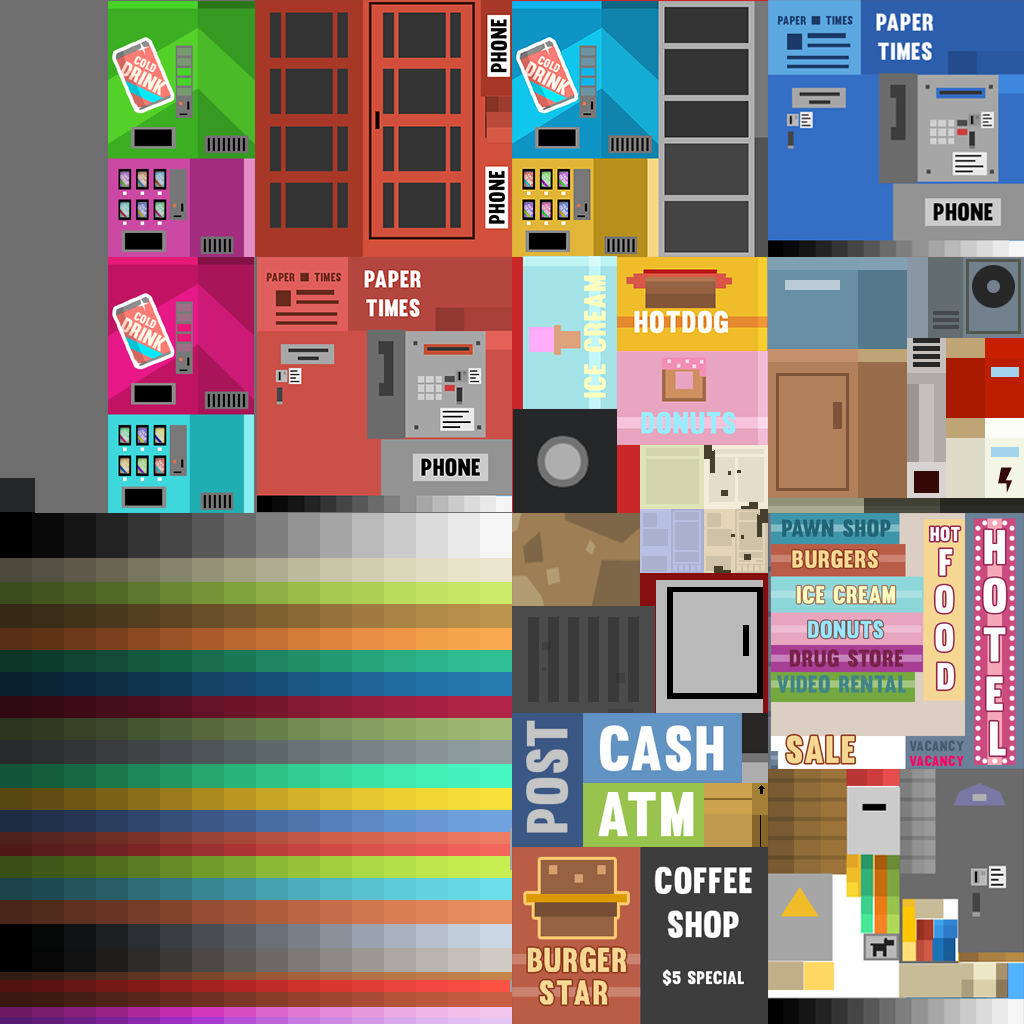 COLD
DRINK
PHONE
PHONE
COLD
DRINK
PAPER TIMES
PAPER
TIMES
PHONE
COLD
DRINK
PAPER TIMES
PAPER
TIMES
PHONE
ICE CREAM
HOTDOG
DONUTS
PAWN SHOP
BURGERS
ICE CREAM
DONUTS
DRUG STORE
VIDEO RENTAL
HOT
FOOD
HOTEL
SALE
VACANCY
VACANCY
POST
CASH
ATM
BURGER
STAR
COFFEE
SHOP
$5 SPECIAL